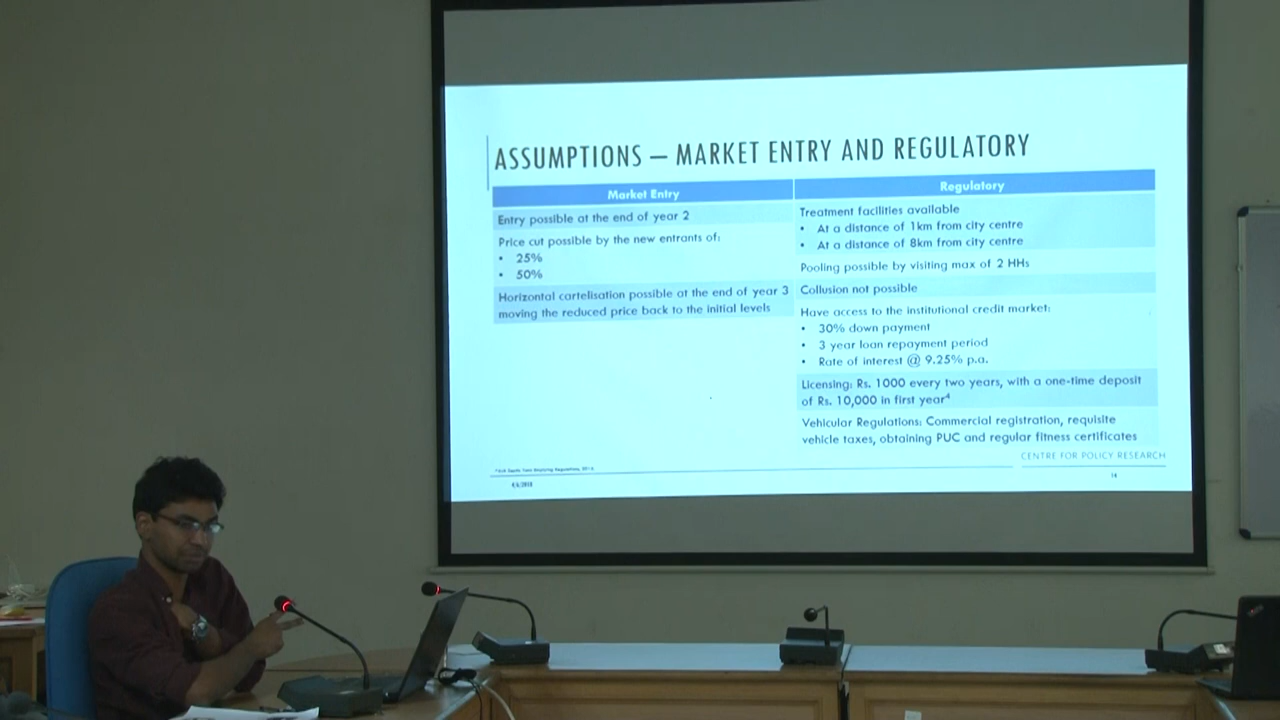 ASSUMPTIONS – MARKET ENTRY AND REGULATORY
Market Entry
Entry possible at the end of year 2
Price cut possible by the new entrants of:
• 25%
• 50%
Horizontal cartelisation possible at the end of year 3
moving the reduced price back to the initial levels
Regulatory
Treatment facilities available
• At a distance of 1km from city centre
• At a distance of 8km from city centre
Pooling possible by visiting max of 2 HHs
Collusion not possible
Have access to the institutional credit market:
• 30% down payment
• 3 year loan repayment period
• Rate of interest @ 9.25% p.a.
Licensing: Rs. 1000 every two years, with a one-time deposit
of Rs. 10,000 in first year4
Vehicular Regulations: Commercial registration, requisite
vehicle taxes, obtaining PUC and regular fitness certificates
CENTRE FOR POLICY RESEARCH